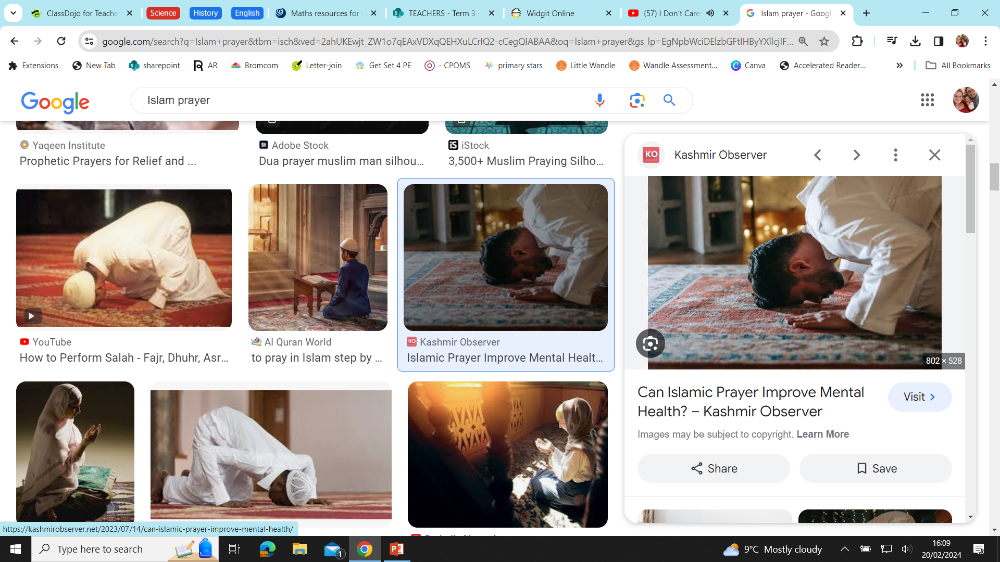 ClassDojo for Teache
Science
History
English
Maths resources for
TEACHERS - Term 3 -
Widgit Online
(57) I Don't Care
Islam prayer - Googl
google.com/search?q=Islam+prayer&tbm=isch&ved=2ahUKEwjt_ZW1o7qEAxVDXqQEHXuLCrIQ2-cCegQIABAA&oq=Islam+prayer&gs_lp=EgNpbWciDElzbGFtIHByYXllcjIF...
Extensions
New Tab
sharepoint
AR
Bromcom
Letter-join
Get Set 4 PE
- CPOMS
primary stars
Little Wandle
Wandle Assessment...
Canva
Accelerated Reader...
All Bookmarks
Google
Islam prayer
Yaqeen Institute
Prophetic Prayers for Relief and ...
St
Adobe Stock
Dua prayer muslim man silhou...
iS
iStock
3,500+ Muslim Praying Silho...
KO
Kashmir Observer
YouTube
How to Perform Salah - Fajr, Dhuhr, Asr...
Al Quran World
to pray in Islam step by ...
KO
Kashmir Observer
Islamic Prayer Improve Mental Healt...
802 × 528
Can Islamic Prayer Improve Mental
Health? – Kashmir Observer
Visit
Images may be subject to copyright. Learn More
Share
Save
https://kashmirobserver.net/2023/07/14/can-islamic-prayer-improve-mental-health/
Type here to search
1
9°C Mostly cloudy
16:09
20/02/2024